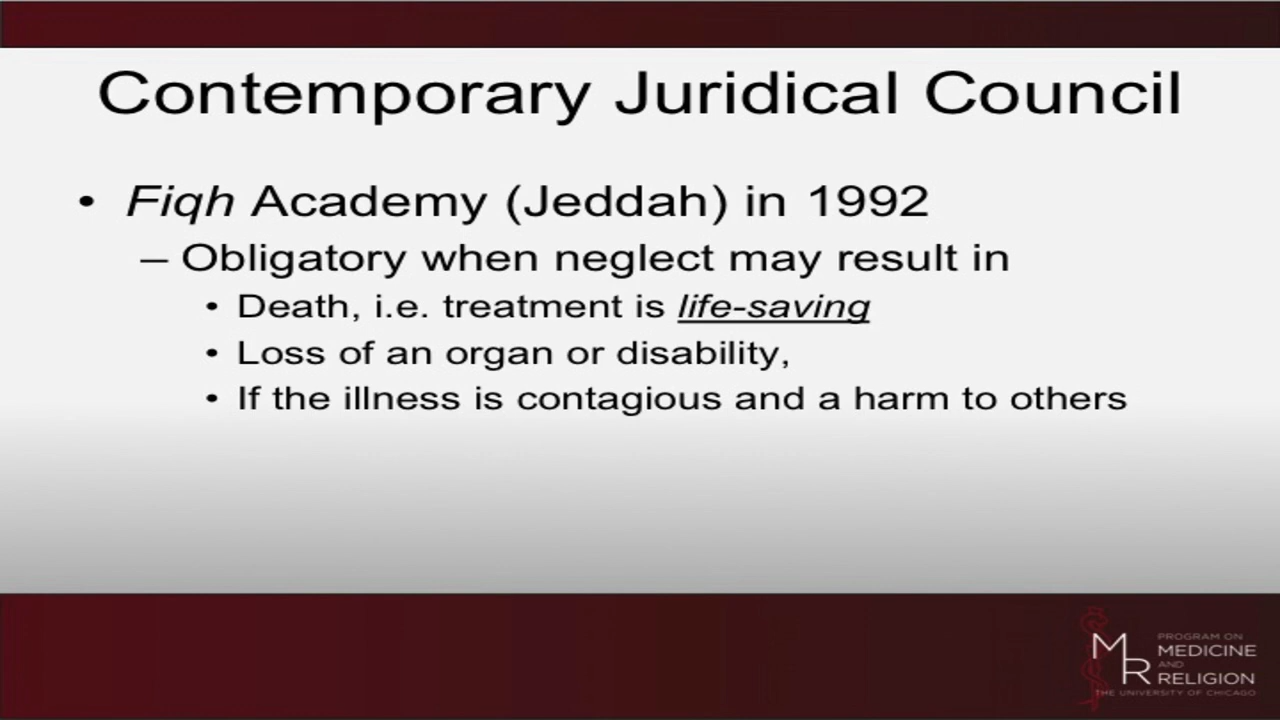 Contemporary Juridical Council
• Fiqh Academy (Jeddah) in 1992
– Obligatory when neglect may result in
• Death, i.e. treatment is life-saving
• Loss of an organ or disability,
• If the illness is contagious and a harm to others
MR
PROGRAM ON
MEDICINE
AND
RELIGION
THE UNIVERSITY OF CHICAGO